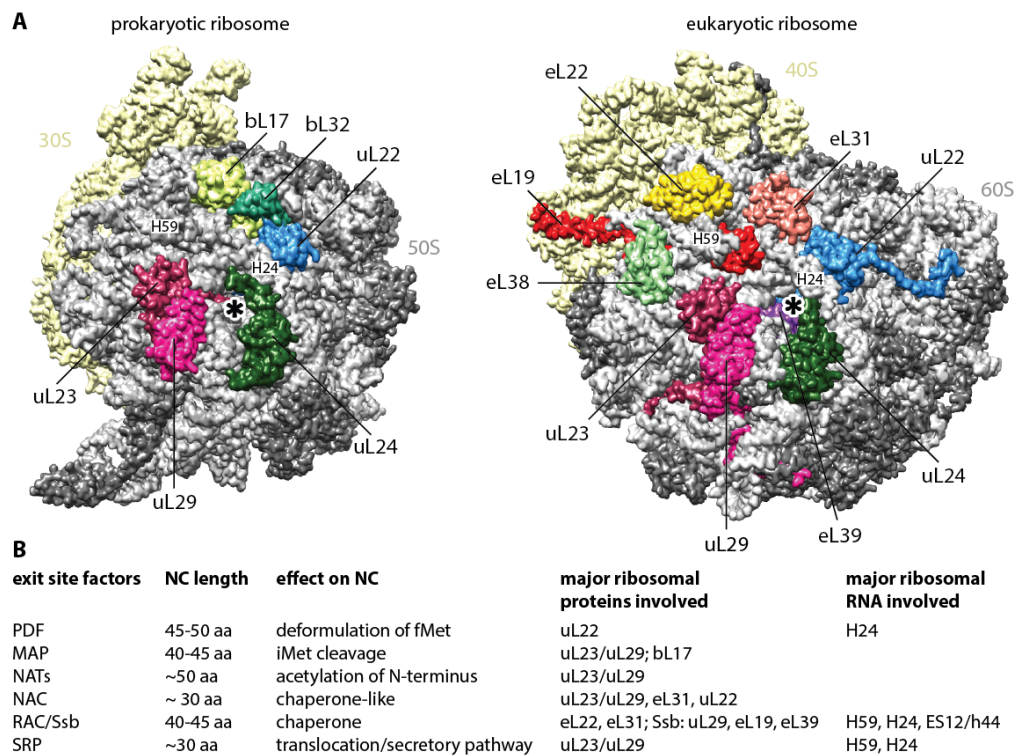 A
prokaryotic ribosome
eukaryotic ribosome
30S
bL17
bL32
uL22
H59
H24
50S
*
uL23
uL29
uL24
40S
eL22
eL31
uL22
eL19
60S
H59
H24
eL38
*
uL23
uL24
uL29
eL39
B
exit site factors NC length effect on NC major ribosomal proteins involved major ribosomal RNA involved
PDF 45-50 aa deformulation of fMet uL22 H24
MAP 40-45 aa iMet cleavage uL23/uL29; bL17
NATs ~50 aa acetylation of N-terminus uL23/uL29
NAC ~ 30 aa chaperone-like uL23/uL29, eL31, uL22
RAC/Ssb 40-45 aa chaperone eL22, eL31; Ssb: uL29, eL19, eL39 H59, H24, ES12/h44
SRP ~30 aa translocation/secretory pathway uL23/uL29 H59, H24